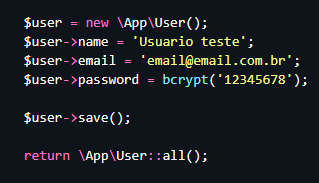 $user = new \App\User();
$user->name = 'Usuario teste';
$user->email = 'email@email.com.br';
$user->password = bcrypt('12345678');
$user->save();
return \App\User::all();